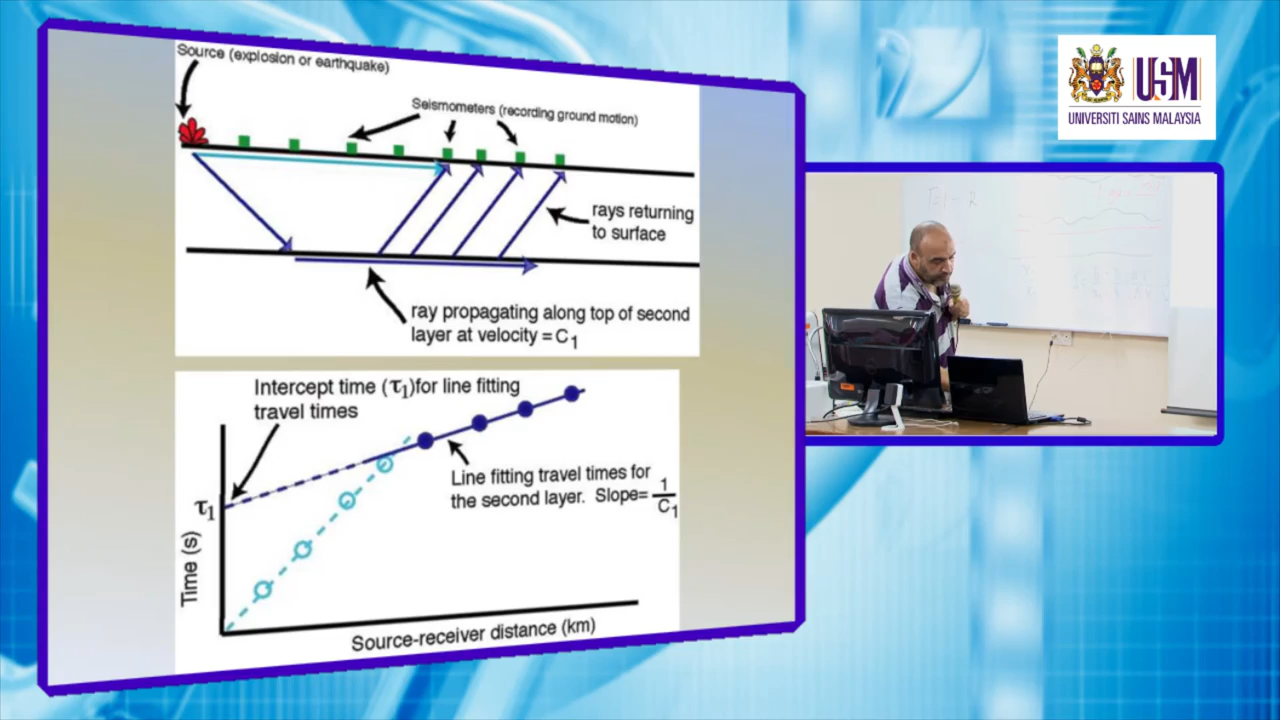 Source (explosion or earthquake)
Seismometers (recording ground motion)
rays returning
to surface
ray propagating along top of second
layer at velocity = C1
Intercept time (τ1)for line fitting
travel times
Line fitting travel times for
the second layer. Slope= 1/C1
τ1
Time (s)
Source-receiver distance (km)
USM
UNIVERSITI SAINS MALAYSIA